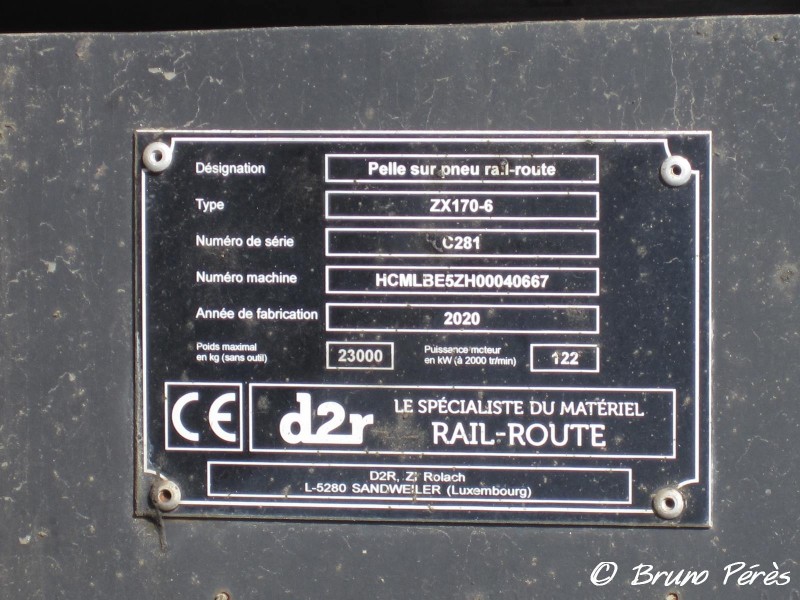 Désignation Pelle sur pneu rail-route
Type ZX170-6
Numéro de série C281
Numéro machine HCMLBE5ZH00040667
Année de fabrication 2020
Poids maximal
en kg (sans outil) 23000
Puissance moteur
en kW (à 2000 tr/min) 122
CE
d2r
LE SPÉCIALISTE DU MATÉRIEL
RAIL-ROUTE
D2R, ZI Rolach
L-5280 SANDWEILER (Luxembourg)
© Bruno Pérès